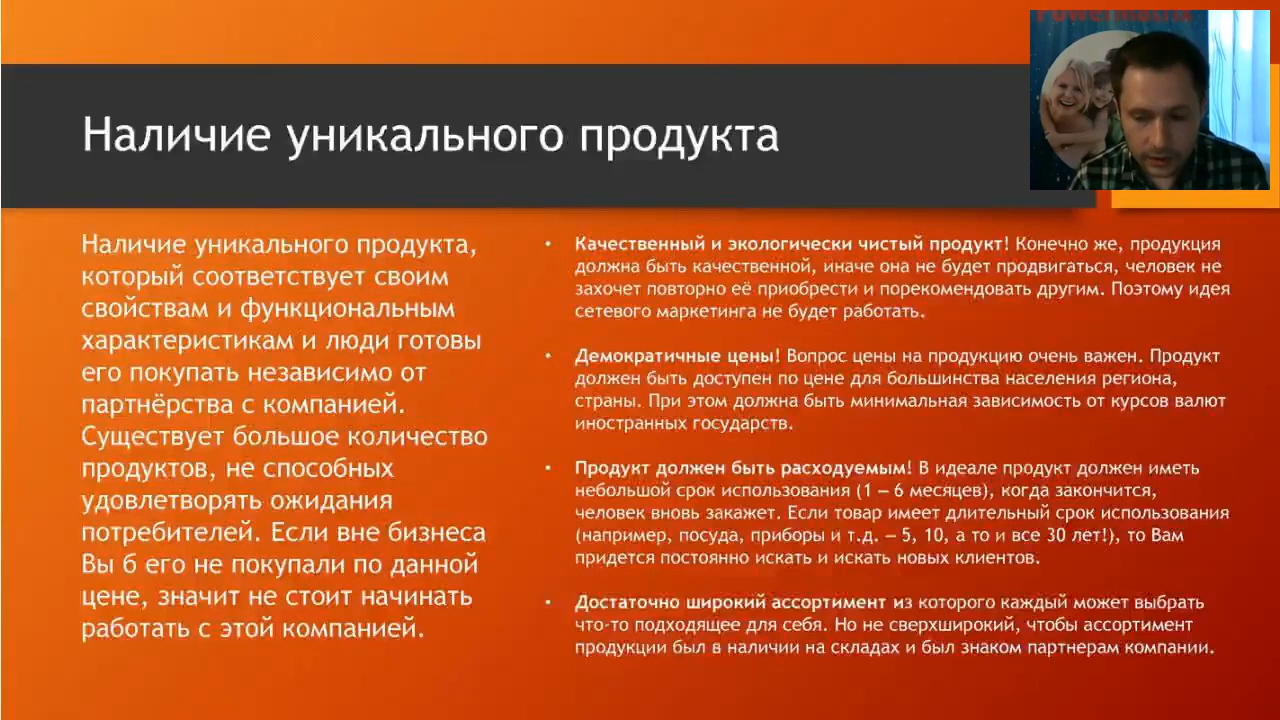 Наличие уникального продукта
Наличие уникального продукта,
который соответствует своим
свойствам и функциональным
характеристикам и люди готовы
его покупать независимо от
партнёрства с компанией.
Существует большое количество
продуктов, не способных
удовлетворять ожидания
потребителей. Если вне бизнеса
Вы б его не покупали по данной
цене, значит не стоит начинать
работать с этой компанией.
• Качественный и экологически чистый продукт! Конечно же, продукция
должна быть качественной, иначе она не будет продвигаться, человек не
захочет повторно её приобрести и порекомендовать другим. Поэтому идея
сетевого маркетинга не будет работать.
• Демократичные цены! Вопрос цены на продукцию очень важен. Продукт
должен быть доступен по цене для большинства населения региона,
страны. При этом должна быть минимальная зависимость от курсов валют
иностранных государств.
• Продукт должен быть расходуемым! В идеале продукт должен иметь
небольшой срок использования (1 – 6 месяцев), когда закончится,
человек вновь закажет. Если товар имеет длительный срок использования
(например, посуда, приборы и т.д. – 5, 10, а то и все 30 лет!), то Вам
придется постоянно искать и искать новых клиентов.
• Достаточно широкий ассортимент из которого каждый может выбрать
что-то подходящее для себя. Но не сверхширокий, чтобы ассортимент
продукции был в наличии на складах и был знаком партнерам компании.